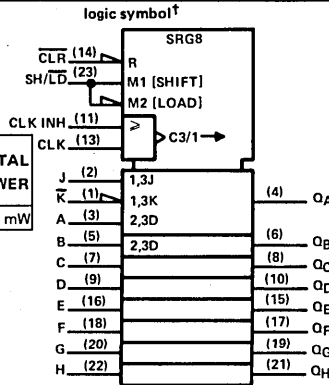 logic symbol†
SRG8
CLR (14) R
SH/LD (23) M1 [SHIFT]
M2 [LOAD]
CLK INH (11) ≥
CLK (13) C3/1
TAL
WER
mW
J (2) 1,3J
K (1) 1,3K (4) QA
A (3) 2,3D
B (5) 2,3D (6) QB
C (7) (8) QC
D (9) (10) QD
E (16) (15) QE
F (18) (17) QF
G (20) (19) QG
H (22) (21) QH